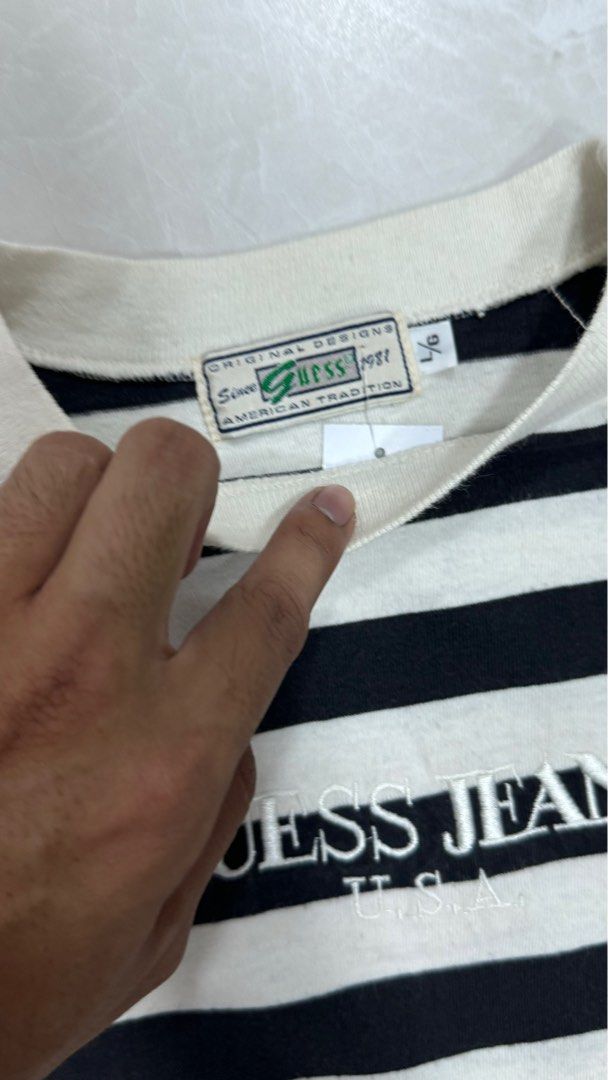 ORIGINAL DESIGNS
Since GUESS 1981
AMERICAN TRADITION
L/G
UESS JEAN
U.S.A.